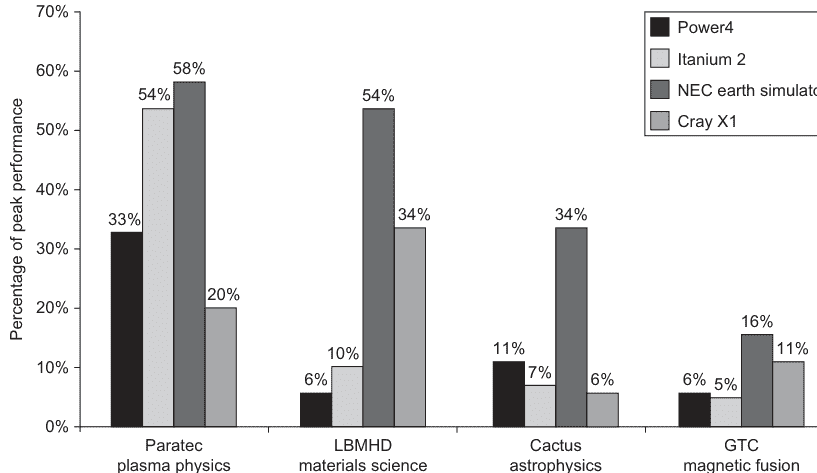 70%
60%
50%
40%
30%
20%
10%
0%
Percentage of peak performance
33%
54%
58%
20%
6%
10%
54%
34%
11%
7%
34%
6%
6%
5%
16%
11%
Power4
Itanium 2
NEC earth simulato
Cray X1
Paratec
plasma physics
LBMHD
materials science
Cactus
astrophysics
GTC
magnetic fusion